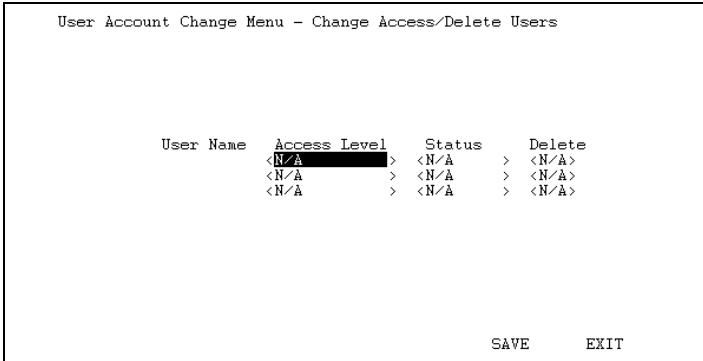 User Account Change Menu - Change Access/Delete Users
User Name Access Level Status Delete
<N/A > <N/A > <N/A>
<N/A > <N/A > <N/A>
<N/A > <N/A > <N/A>
SAVE EXIT